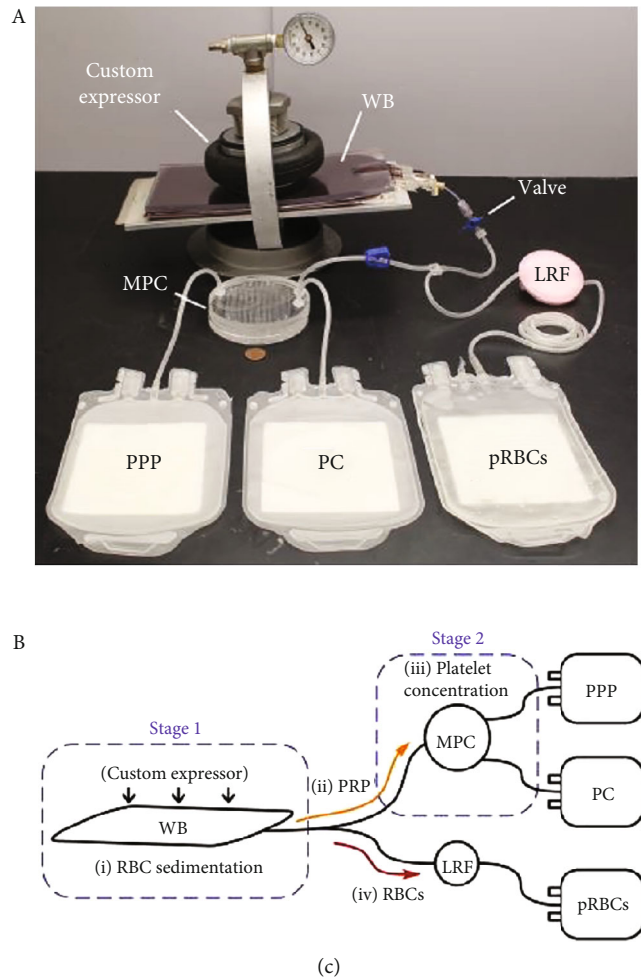 A
Custom
expressor
WB
Valve
MPC
LRF
PPP
PC
pRBCs
B
Stage 2
(iii) Platelet
concentration
PPP
Stage 1
MPC
(Custom expressor)
(ii) PRP
WB
PC
(i) RBC sedimentation
LRF
(iv) RBCs
pRBCs
(c)